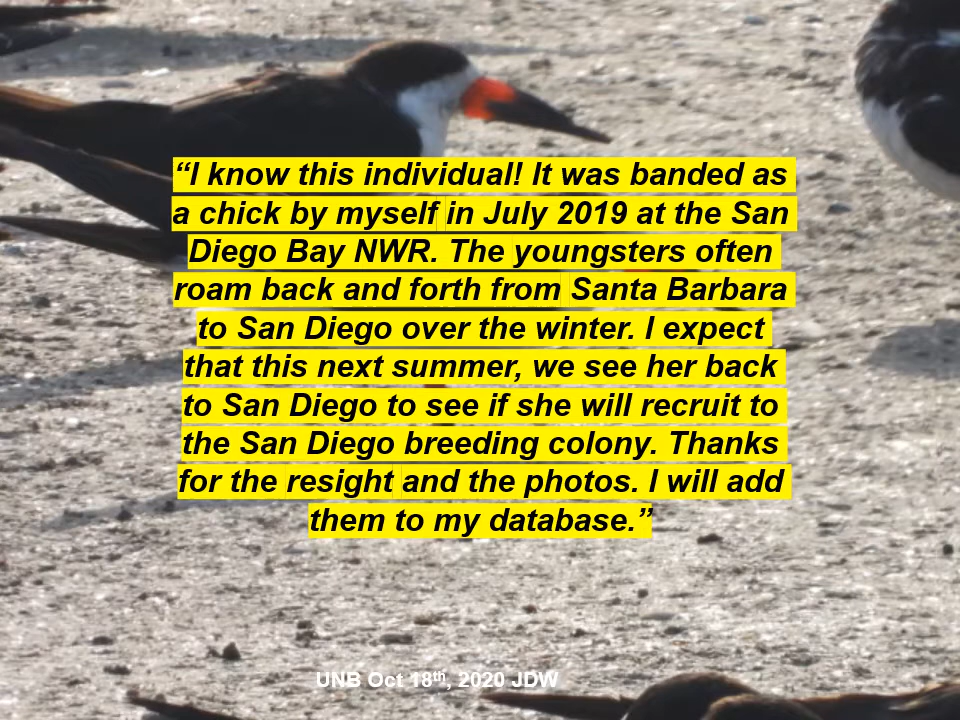 “I know this individual! It was banded as
a chick by myself in July 2019 at the San
Diego Bay NWR. The youngsters often
roam back and forth from Santa Barbara
to San Diego over the winter. I expect
that this next summer, we see her back
to San Diego to see if she will recruit to
the San Diego breeding colony. Thanks
for the resight and the photos. I will add
them to my database.”
UNB Oct 18th, 2020 JDW